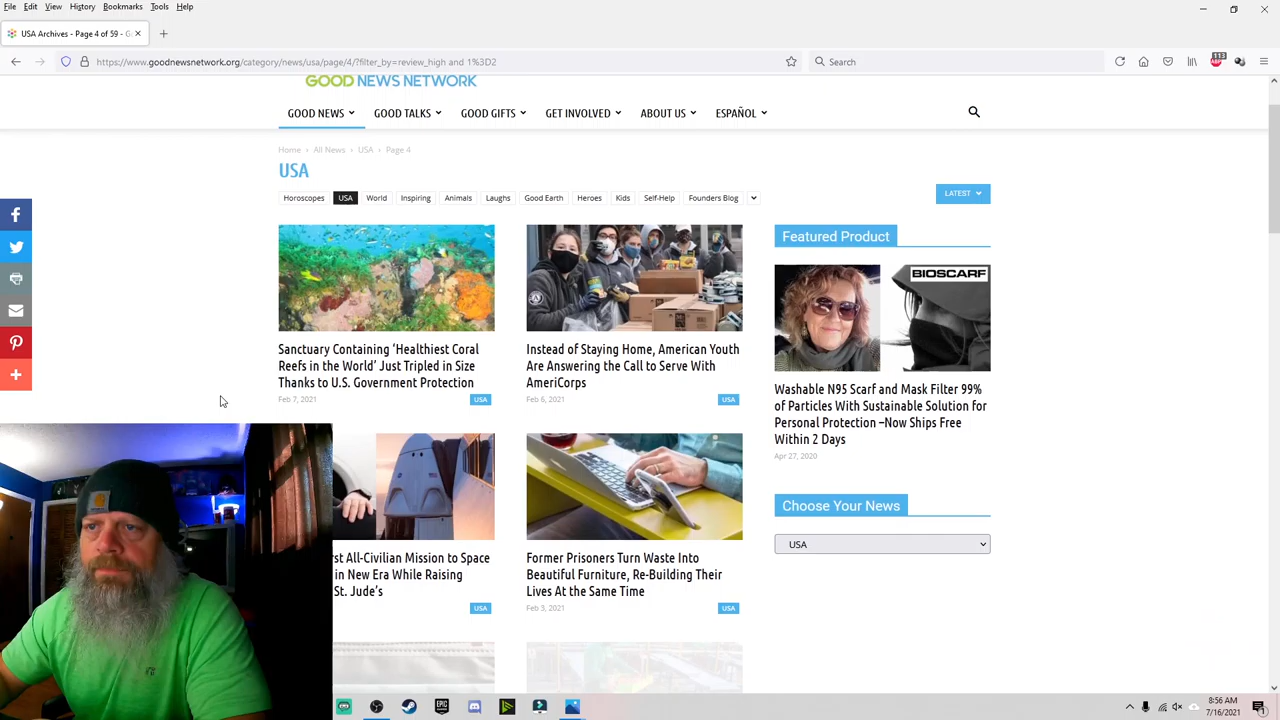 File Edit View History Bookmarks Tools Help
USA Archives - Page 4 of 59 - G
https://www.goodnewsnetwork.org/category/news/usa/page/4/?filter_by=review_high and 1%3D2
Search
113
ABP
GOOD NEWS NETWORK
GOOD NEWS GOOD TALKS GOOD GIFTS GET INVOLVED ABOUT US ESPAÑOL
Home › All News › USA › Page 4
USA
Horoscopes USA World Inspiring Animals Laughs Good Earth Heroes Kids Self-Help Founders Blog
LATEST
Sanctuary Containing ‘Healthiest Coral
Reefs in the World’ Just Tripled in Size
Thanks to U.S. Government Protection
Feb 7, 2021 USA
Instead of Staying Home, American Youth
Are Answering the Call to Serve With
AmeriCorps
Feb 6, 2021 USA
Featured Product
BIOSCARF
Washable N95 Scarf and Mask Filter 99%
of Particles With Sustainable Solution for
Personal Protection –Now Ships Free
Within 2 Days
Apr 27, 2020
Choose Your News
USA
rst All-Civilian Mission to Space
in New Era While Raising
St. Jude’s
USA
Former Prisoners Turn Waste Into
Beautiful Furniture, Re-Building Their
Lives At the Same Time
Feb 3, 2021 USA
EPIC
8:56 AM
7/16/2021